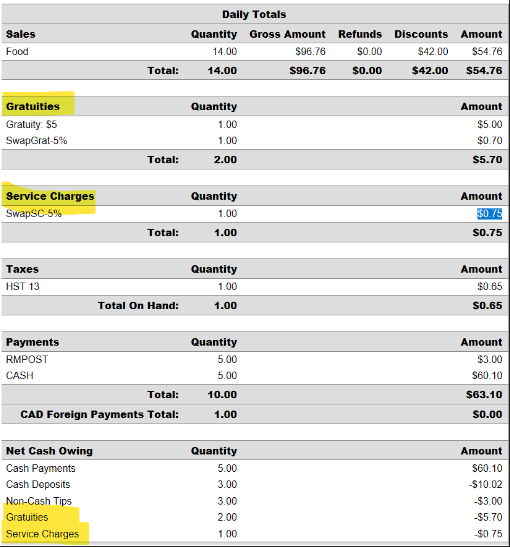 Daily Totals
Sales Quantity Gross Amount Refunds Discounts Amount
Food 14.00 $96.76 $0.00 $42.00 $54.76
Total: 14.00 $96.76 $0.00 $42.00 $54.76
Gratuities Quantity Amount
Gratuity: $5 1.00 $5.00
SwapGrat-5% 1.00 $0.70
Total: 2.00 $5.70
Service Charges Quantity Amount
SwapSC-5% 1.00 $0.75
Total: 1.00 $0.75
Taxes Quantity Amount
HST 13 1.00 $0.65
Total On Hand: 1.00 $0.65
Payments Quantity Amount
RMPOST 5.00 $3.00
CASH 5.00 $60.10
Total: 10.00 $63.10
CAD Foreign Payments Total: 1.00 $0.00
Net Cash Owing Quantity Amount
Cash Payments 5.00 $60.10
Cash Deposits 3.00 -$10.02
Non-Cash Tips 3.00 -$3.00
Gratuities 2.00 -$5.70
Service Charges 1.00 -$0.75